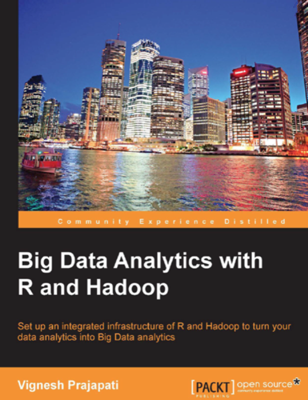 Community Experience Distilled
Big Data Analytics with
R and Hadoop
Set up an integrated infrastructure of R and Hadoop to turn your
data analytics into Big Data analytics
Vignesh Prajapati
[PACKT] open source*
PUBLISHING